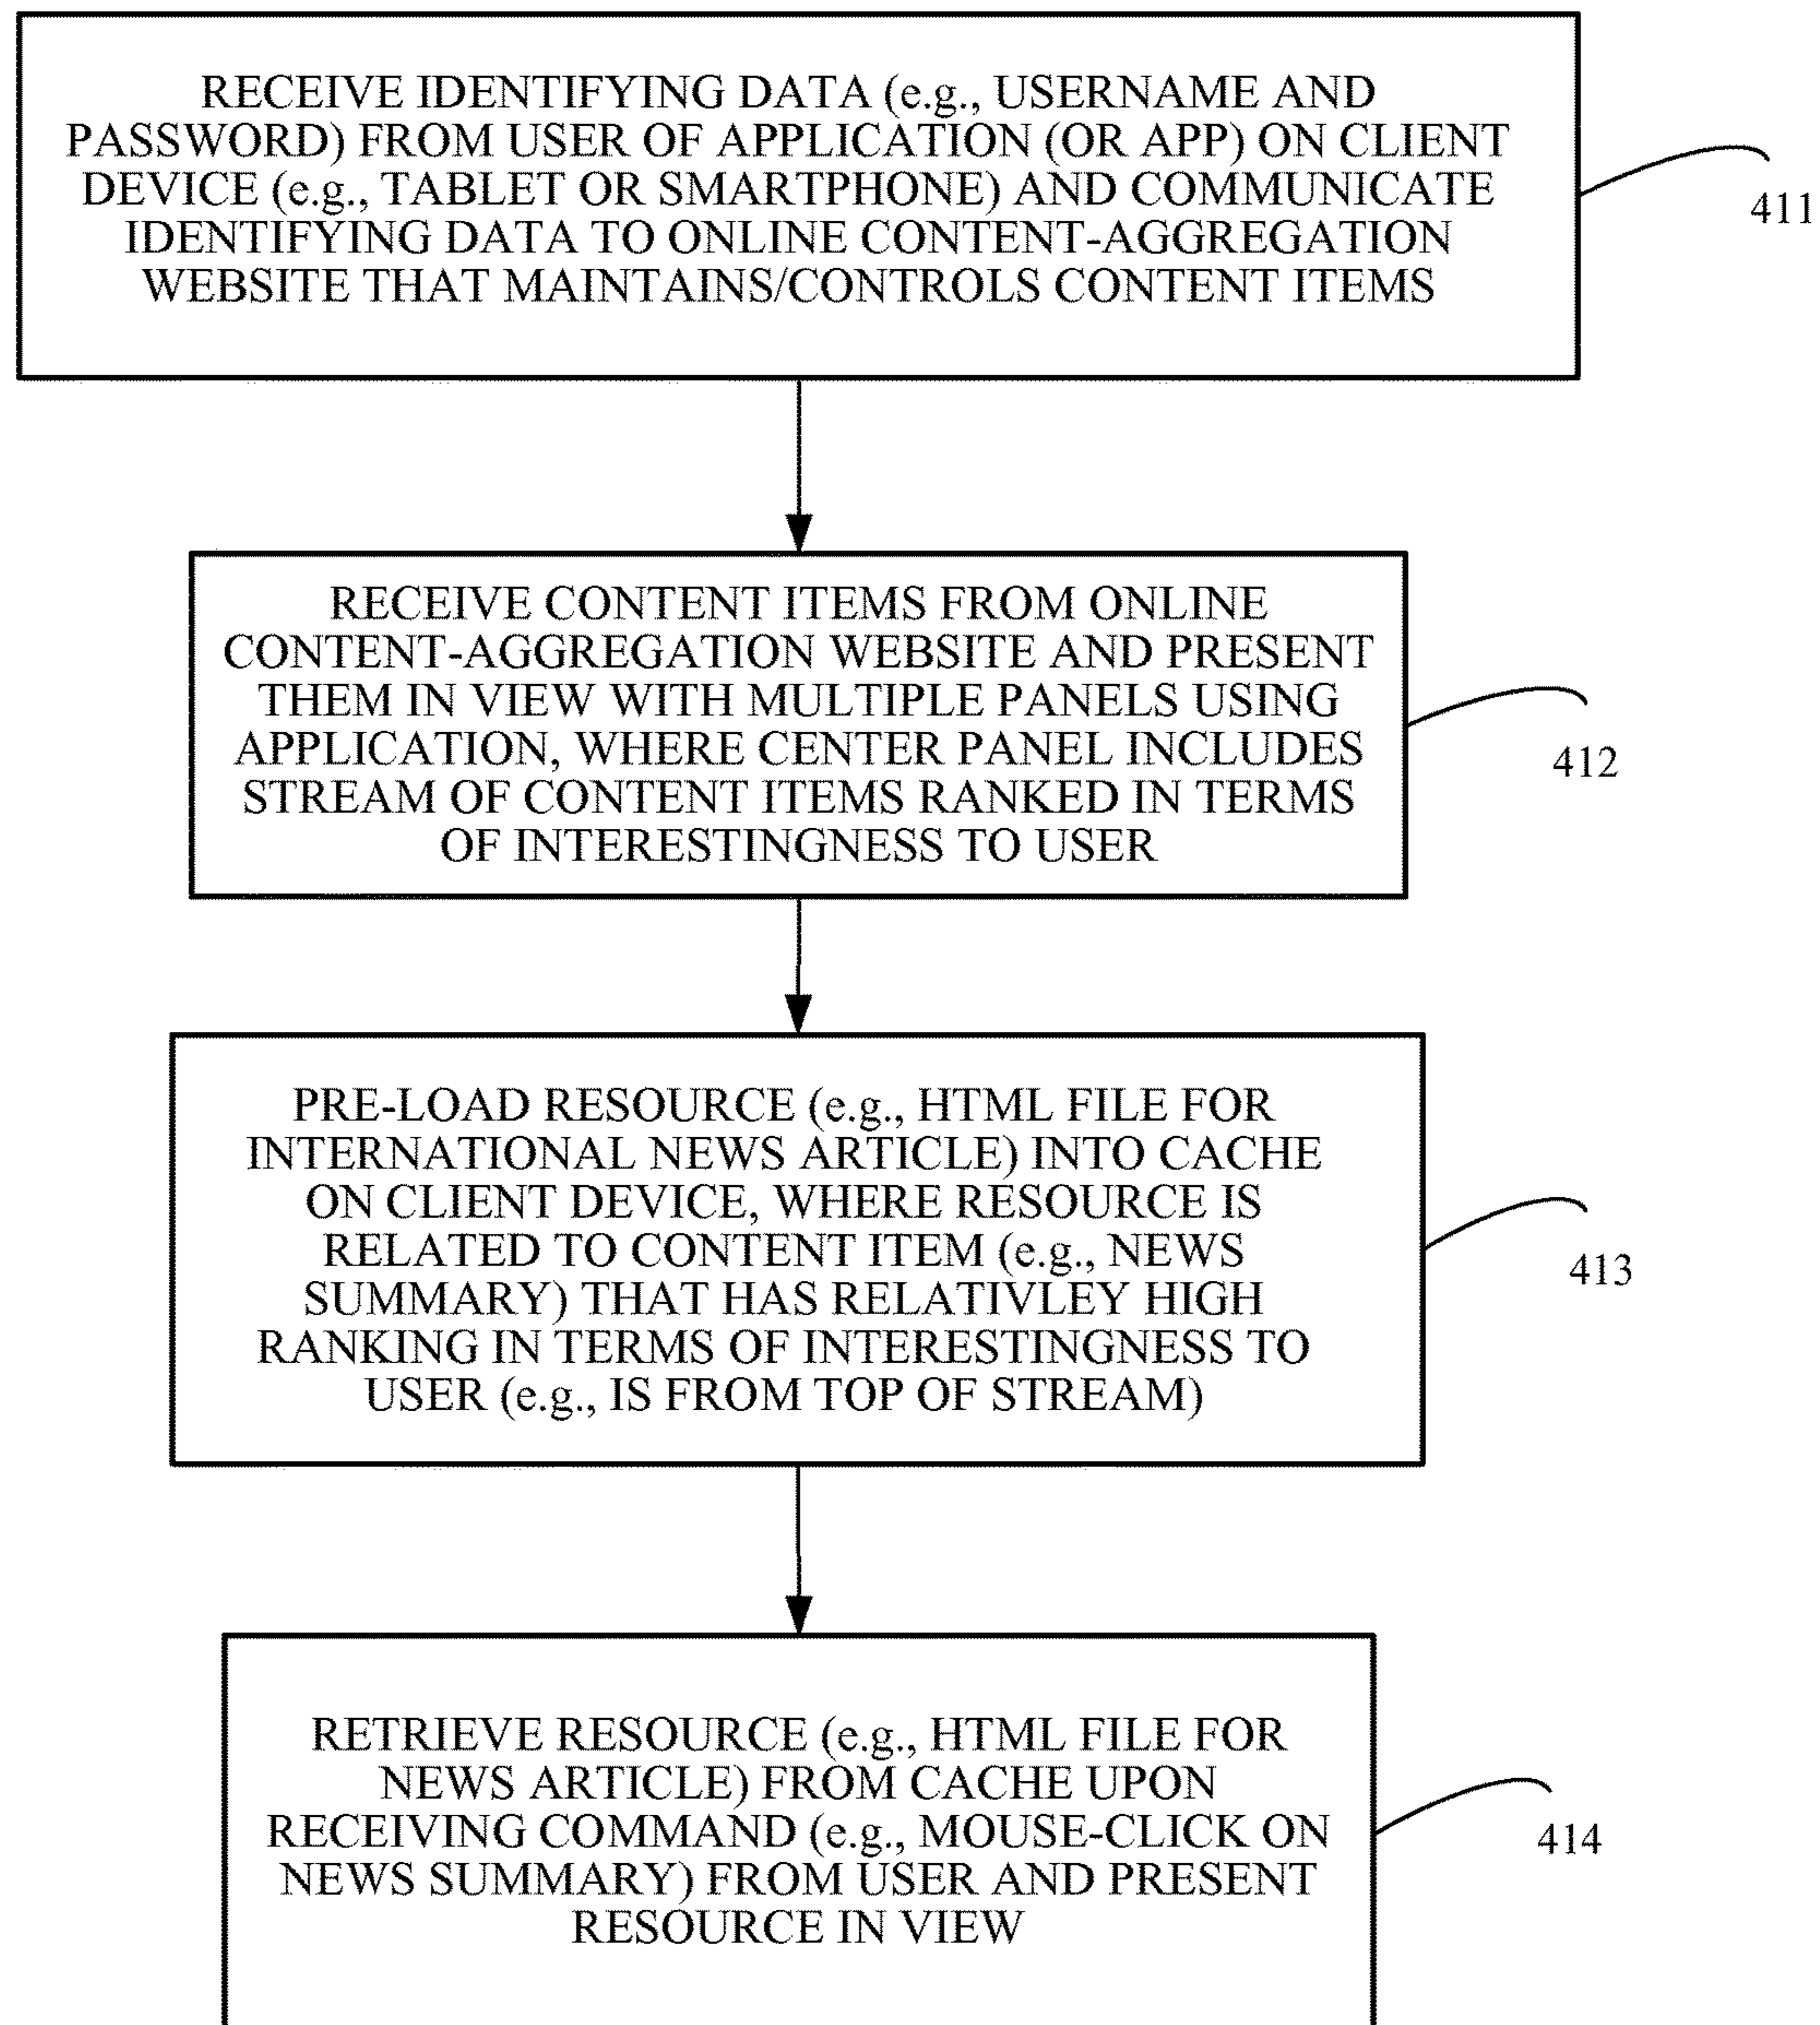 RECEIVE IDENTIFYING DATA (e.g., USERNAME AND
PASSWORD) FROM USER OF APPLICATION (OR APP) ON CLIENT
DEVICE (e.g., TABLET OR SMARTPHONE) AND COMMUNICATE
IDENTIFYING DATA TO ONLINE CONTENT-AGGREGATION
WEBSITE THAT MAINTAINS/CONTROLS CONTENT ITEMS
411
RECEIVE CONTENT ITEMS FROM ONLINE
CONTENT-AGGREGATION WEBSITE AND PRESENT
THEM IN VIEW WITH MULTIPLE PANELS USING
APPLICATION, WHERE CENTER PANEL INCLUDES
STREAM OF CONTENT ITEMS RANKED IN TERMS
OF INTERESTINGNESS TO USER
412
PRE-LOAD RESOURCE (e.g., HTML FILE FOR
INTERNATIONAL NEWS ARTICLE) INTO CACHE
ON CLIENT DEVICE, WHERE RESOURCE IS
RELATED TO CONTENT ITEM (e.g., NEWS
SUMMARY) THAT HAS RELATIVLEY HIGH
RANKING IN TERMS OF INTERESTINGNESS TO
USER (e.g., IS FROM TOP OF STREAM)
413
RETRIEVE RESOURCE (e.g., HTML FILE FOR
NEWS ARTICLE) FROM CACHE UPON
RECEIVING COMMAND (e.g., MOUSE-CLICK ON
NEWS SUMMARY) FROM USER AND PRESENT
RESOURCE IN VIEW
414